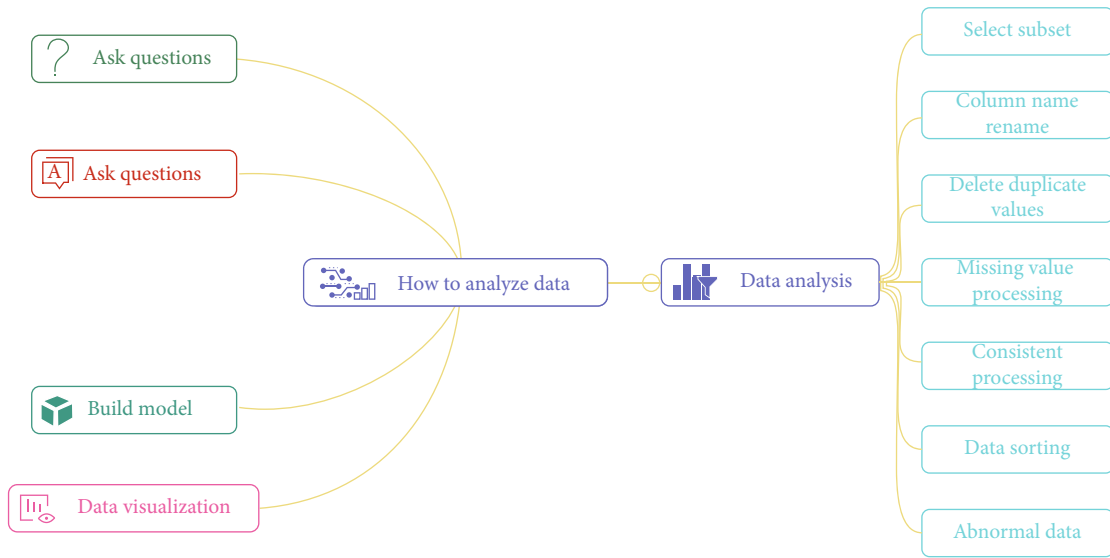 Ask questions
A
Ask questions
Build model
Data visualization
How to analyze data
Data analysis
Select subset
Column name
rename
Delete duplicate
values
Missing value
processing
Consistent
processing
Data sorting
Abnormal data